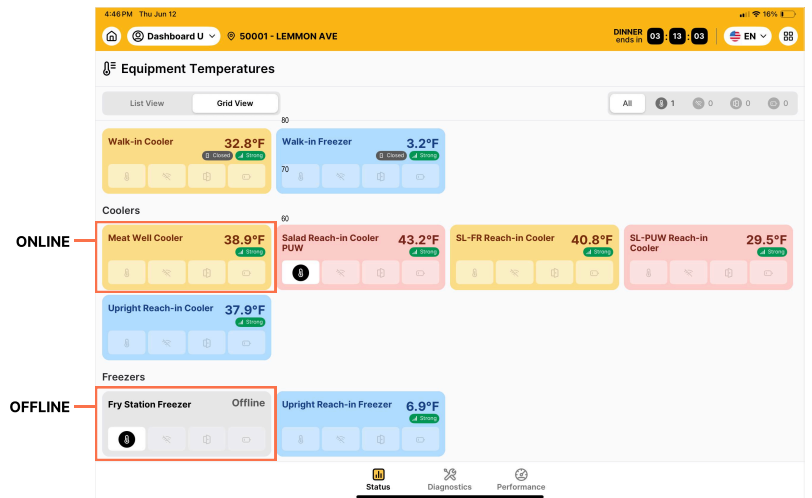 4:46 PM Thu Jun 12
16%
Dashboard U
50001 - LEMMON AVE
DINNER
ends in
03 : 13 : 03
EN
Equipment Temperatures
List View
Grid View
All
1
0
0
0
80
Walk-in Cooler
32.8°F
Closed
Strong
Walk-in Freezer
3.2°F
Closed
Strong
70
Coolers
60
ONLINE
Meat Well Cooler
38.9°F
Strong
Salad Reach-in Cooler
PUW
43.2°F
Strong
SL-FR Reach-in Cooler
40.8°F
Strong
SL-PUW Reach-in
Cooler
29.5°F
Strong
Upright Reach-in Cooler
37.9°F
Strong
Freezers
OFFLINE
Fry Station Freezer
Offline
Upright Reach-in Freezer
6.9°F
Strong
Status
Diagnostics
Performance